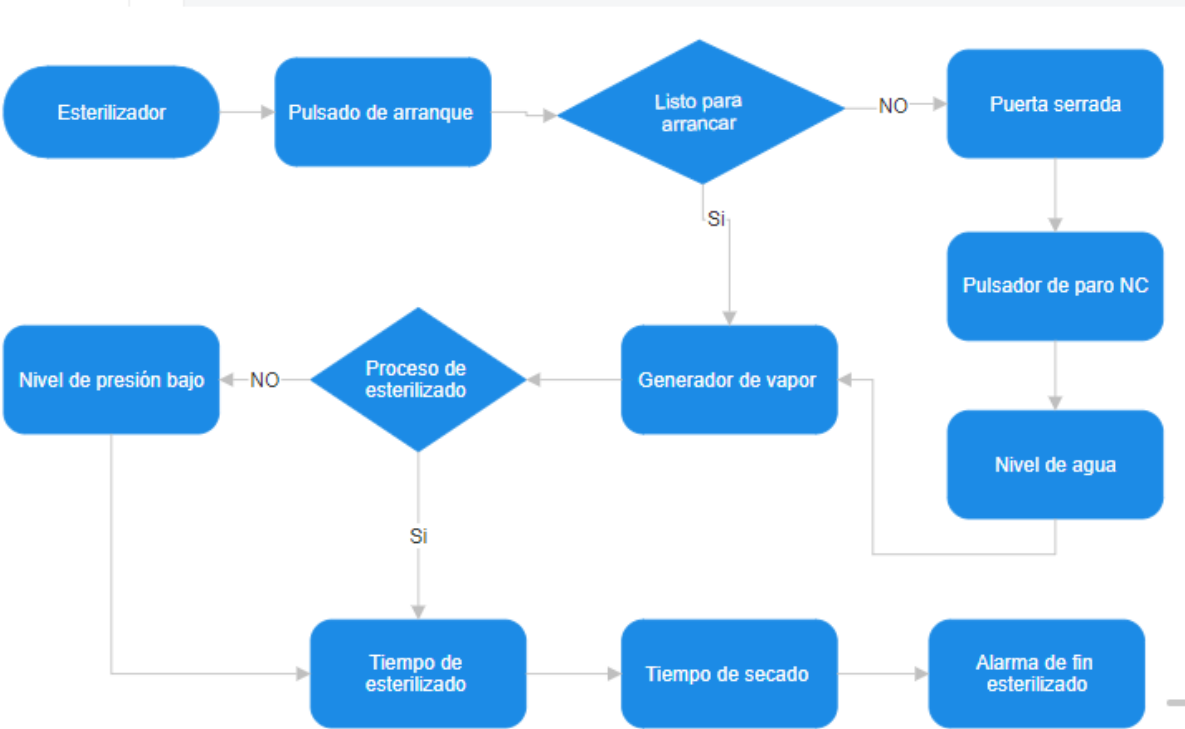 Esterilizador
Pulsado de arranque
Listo para
arrancar
NO
Puerta serrada
Si
Pulsador de paro NC
Nivel de presión bajo
NO
Proceso de
esterilizado
Generador de vapor
Nivel de agua
Si
Tiempo de
esterilizado
Tiempo de secado
Alarma de fin
esterilizado